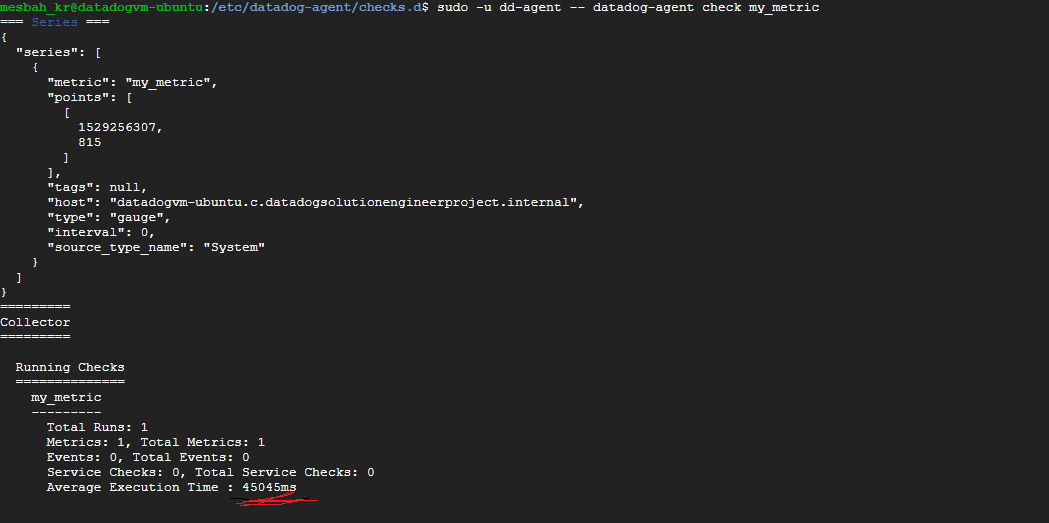 mesbah_kr@datadogvm-ubuntu:/etc/datadog-agent/checks.d$ sudo -u dd-agent -- datadog-agent check my_metric
=== Series ===
{
  "series": [
    {
      "metric": "my_metric",
      "points": [
        [
          1529256307,
          815
        ]
      ],
      "tags": null,
      "host": "datadogvm-ubuntu.c.datadogsolutionengineerproject.internal",
      "type": "gauge",
      "interval": 0,
      "source_type_name": "System"
    }
  ]
}
=========
Collector
=========

  Running Checks
  ==============
    my_metric
    ---------
      Total Runs: 1
      Metrics: 1, Total Metrics: 1
      Events: 0, Total Events: 0
      Service Checks: 0, Total Service Checks: 0
      Average Execution Time : 45045ms